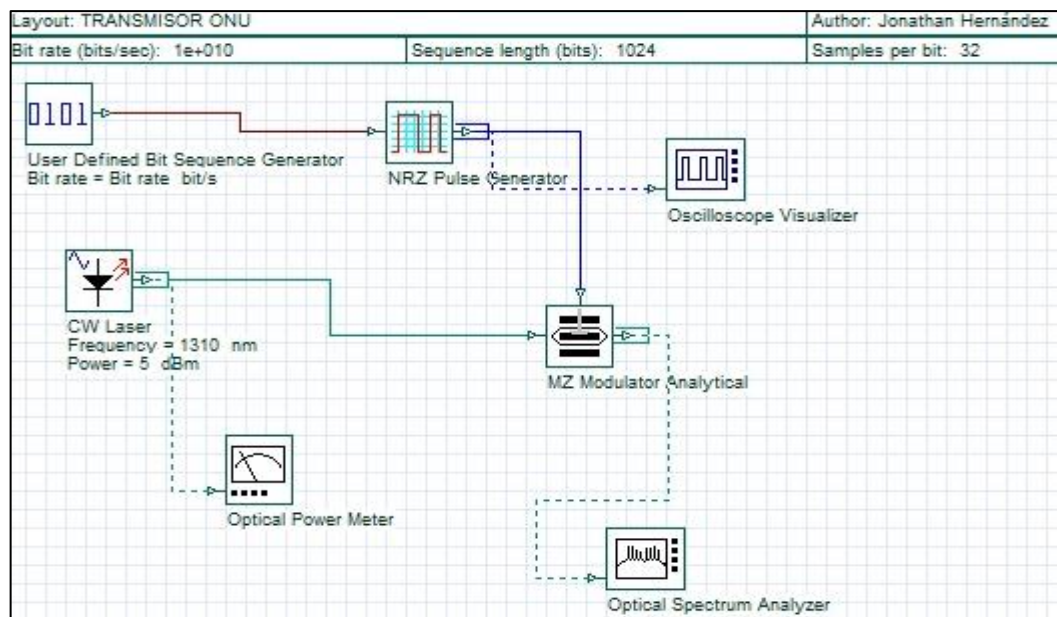 Layout: TRANSMISOR ONU
Author: Jonathan Hernández
Bit rate (bits/sec): 1e+010
Sequence length (bits): 1024
Samples per bit: 32
0101
User Defined Bit Sequence Generator
Bit rate = Bit rate bit/s
NRZ Pulse Generator
Oscilloscope Visualizer
CW Laser
Frequency = 1310 nm
Power = 5 dBm
MZ Modulator Analytical
Optical Power Meter
Optical Spectrum Analyzer